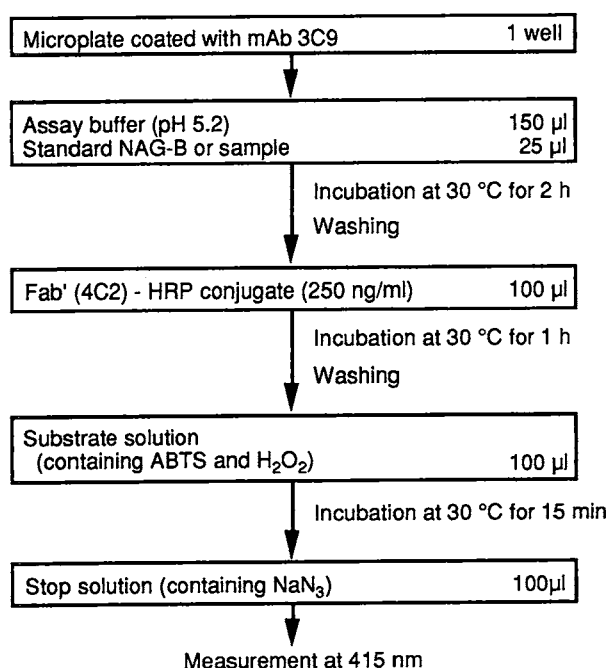 Microplate coated with mAb 3C9 1 well
Assay buffer (pH 5.2) 150 µl
Standard NAG-B or sample 25 µl
Incubation at 30 °C for 2 h
Washing
Fab' (4C2) - HRP conjugate (250 ng/ml) 100 µl
Incubation at 30 °C for 1 h
Washing
Substrate solution
(containing ABTS and H₂O₂) 100 µl
Incubation at 30 °C for 15 min
Stop solution (containing NaN₃) 100µl
Measurement at 415 nm